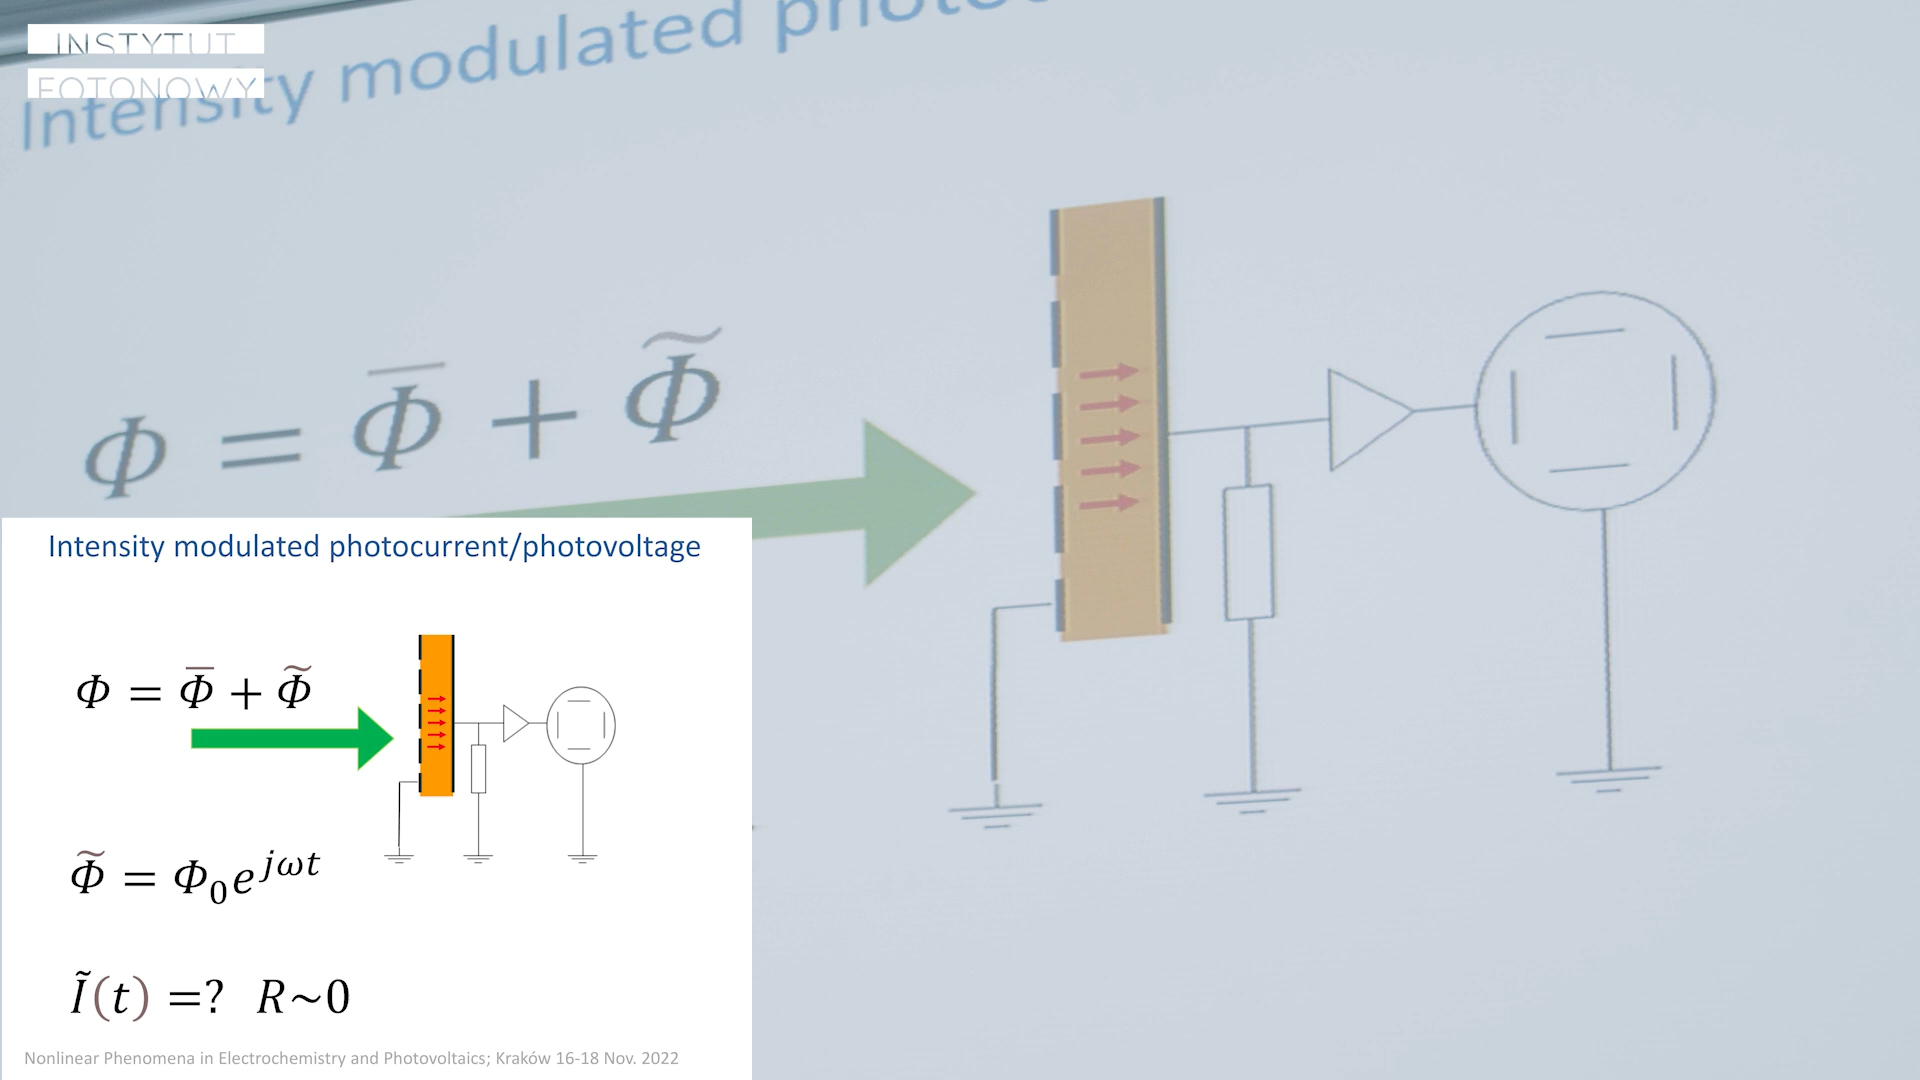 INSTYTUT
FOTONOWY
Intensity modulated
Φ = Φ̅ + Φ̃
Intensity modulated photocurrent/photovoltage
Φ = Φ̅ + Φ̃
Φ̃ = Φ₀e^{jωt}
Ĩ(t) =? R~0
Nonlinear Phenomena in Electrochemistry and Photovoltaics; Kraków 16-18 Nov. 2022